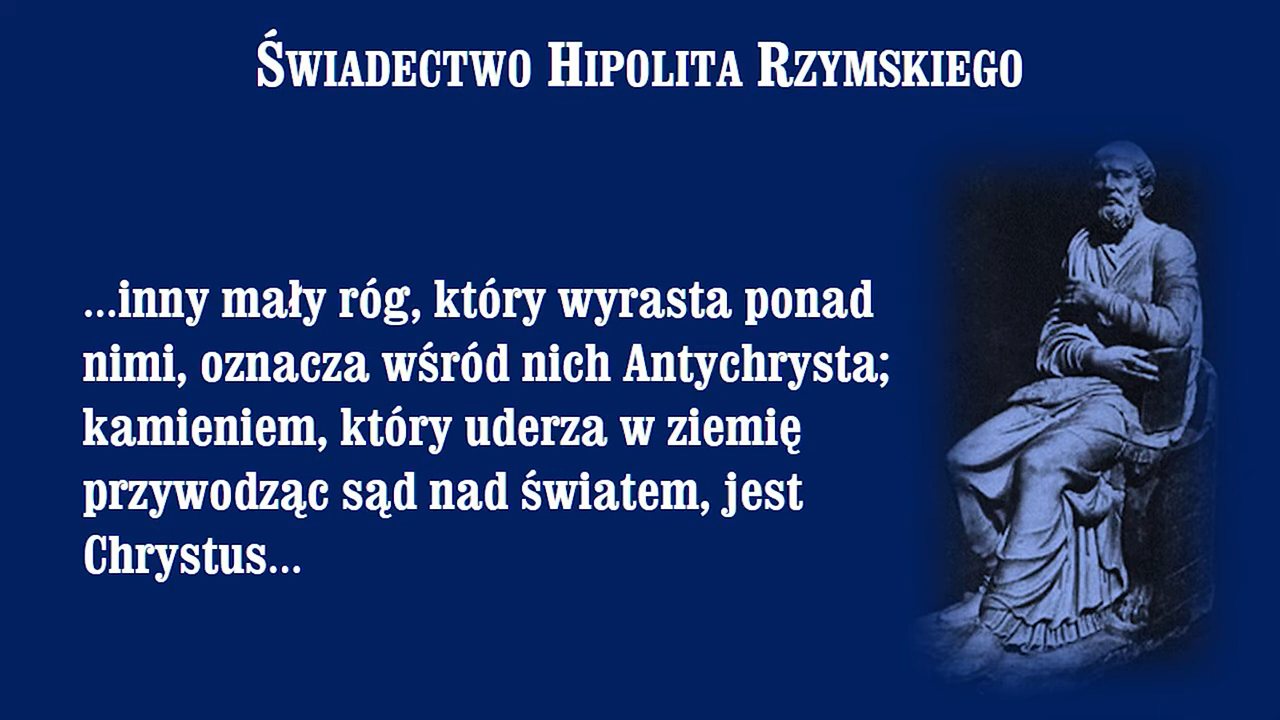 Świadectwo Hipolita Rzymskiego
...inny mały róg, który wyrasta ponad
nimi, oznacza wśród nich Antychrysta;
kamieniem, który uderza w ziemię
przywodząc sąd nad światem, jest
Chrystus...